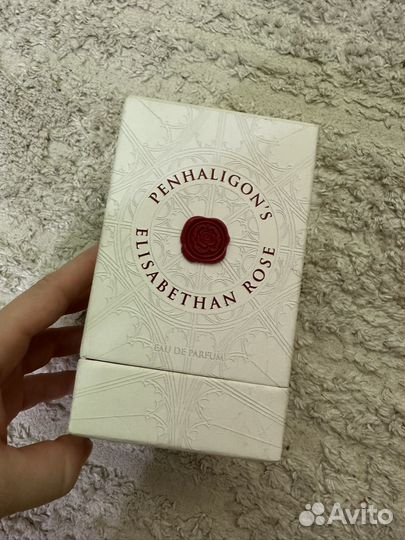 PENHALIGON'S
ELISABETHAN ROSE
EAU DE PARFUM
Avito